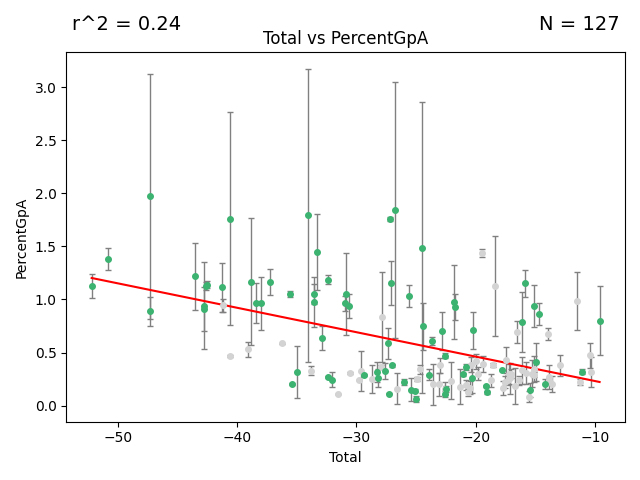 r^2 = 0.24
N = 127
Total vs PercentGpA
PercentGpA
3.0
2.5
2.0
1.5
1.0
0.5
0.0
−50
−40
−30
−20
−10
Total